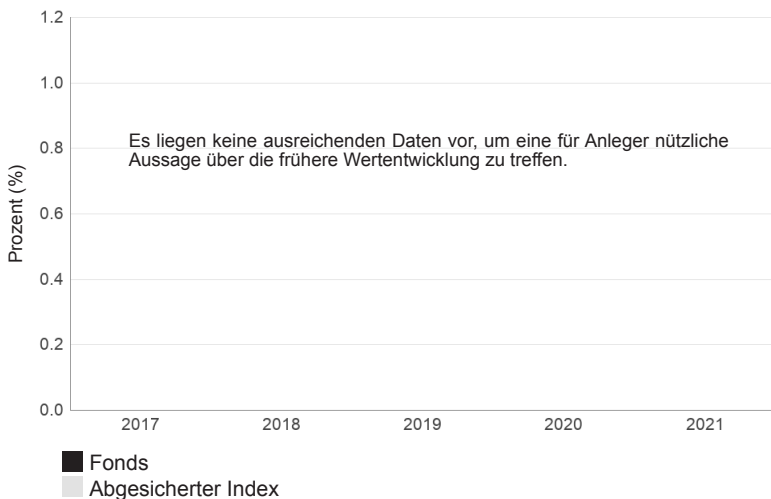 1.2
1.0
Es liegen keine ausreichenden Daten vor, um eine für Anleger nützliche
0.8
Aussage über die frühere Wertentwicklung zu treffen.
Prozent (%)
0.6
0.4
0.2
0.0
2017 2018 2019 2020 2021
Fonds
Abgesicherter Index